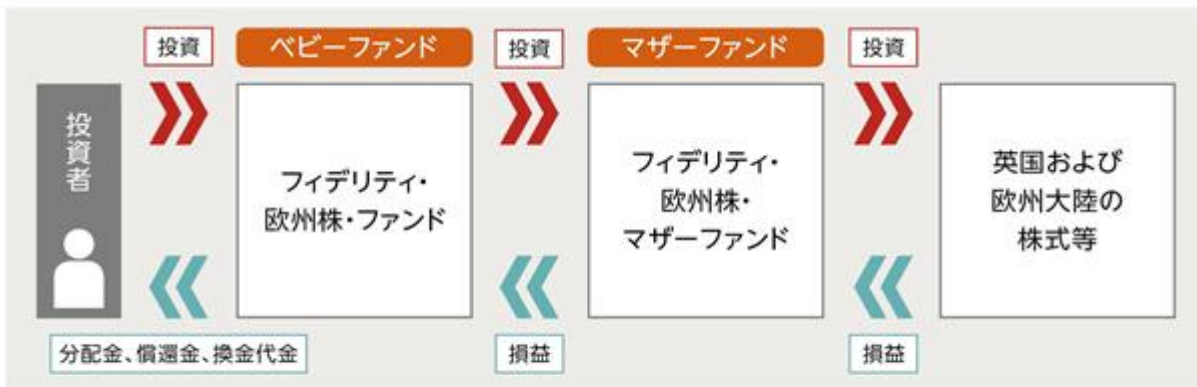 投資
ベビーファンド
投資
マザーファンド
投資
投資者
フィデリティ・
欧州株・ファンド
フィデリティ・
欧州株・
マザーファンド
英国および
欧州大陸の
株式等
分配金、償還金、換金代金
損益
損益